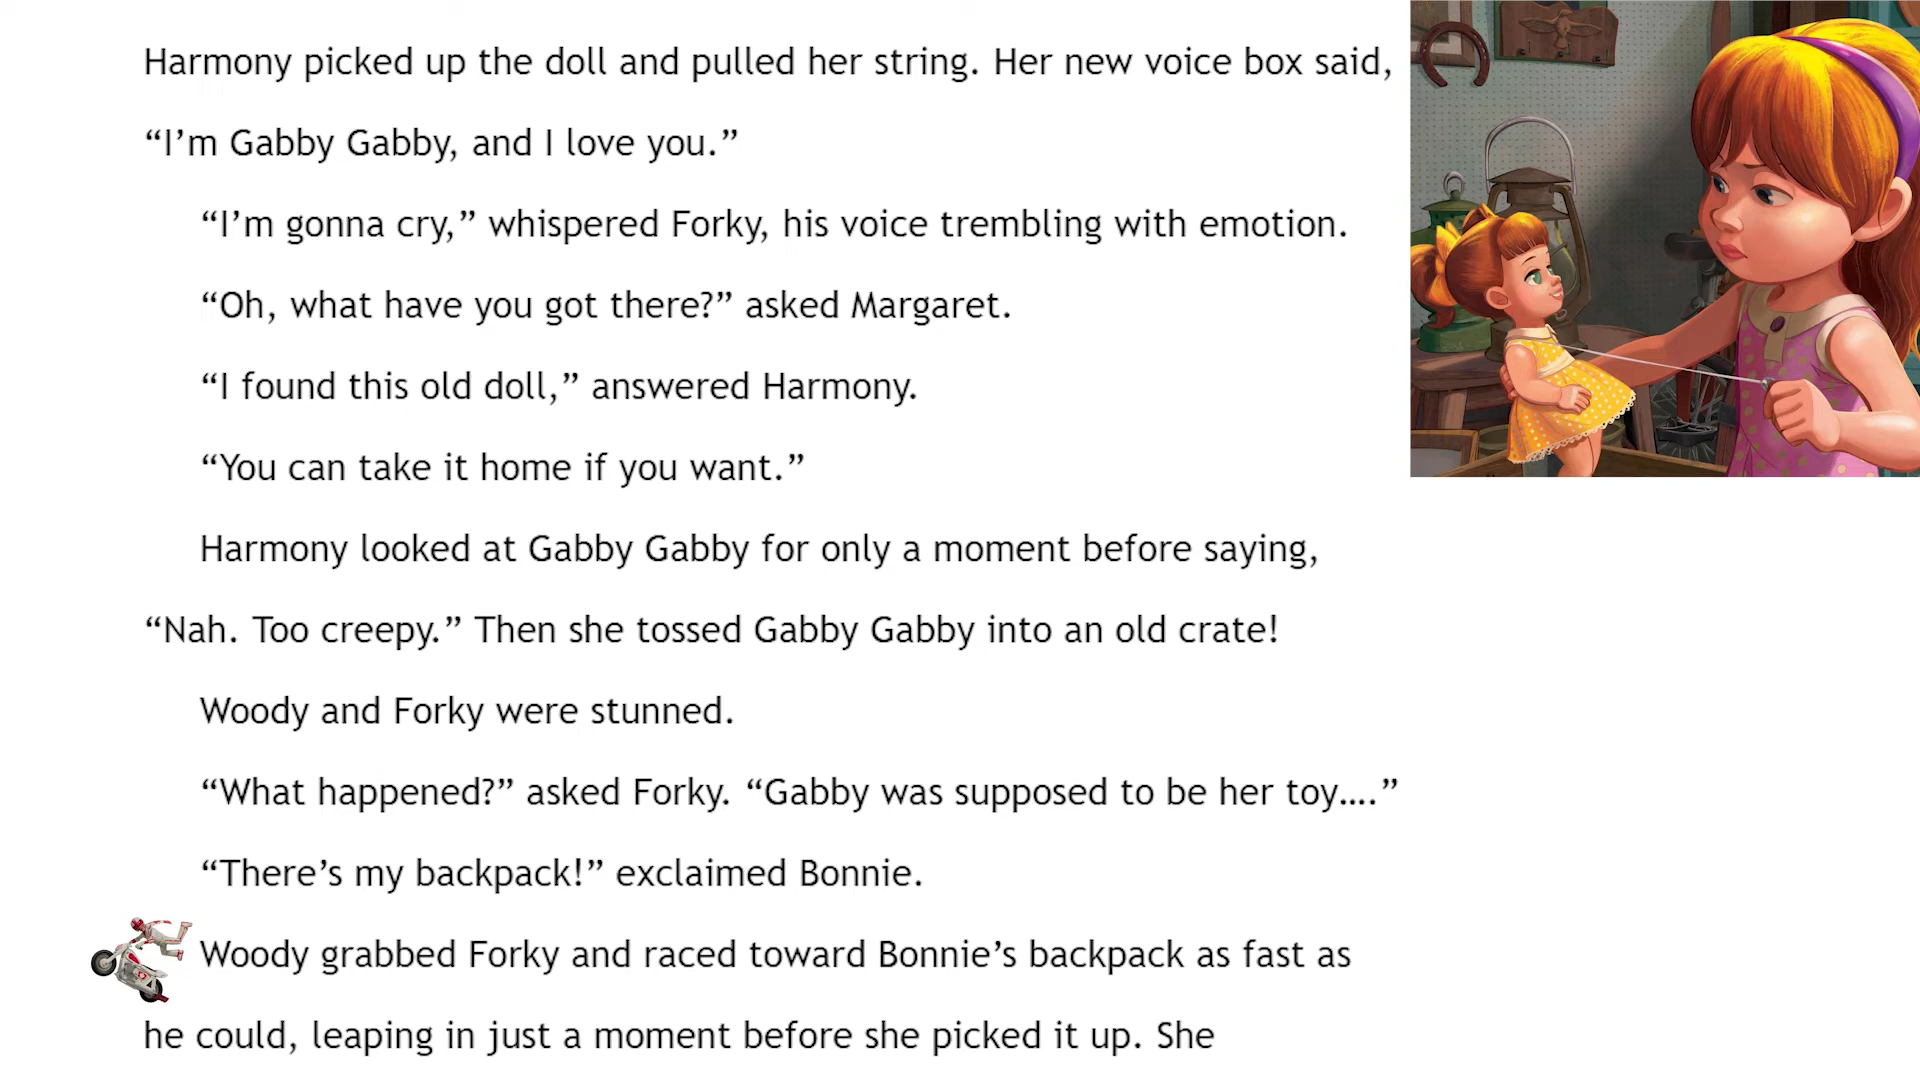 Harmony picked up the doll and pulled her string. Her new voice box said,
“I’m Gabby Gabby, and I love you.”
“I’m gonna cry,” whispered Forky, his voice trembling with emotion.
“Oh, what have you got there?” asked Margaret.
“I found this old doll,” answered Harmony.
“You can take it home if you want.”
Harmony looked at Gabby Gabby for only a moment before saying,
“Nah. Too creepy.” Then she tossed Gabby Gabby into an old crate!
Woody and Forky were stunned.
“What happened?” asked Forky. “Gabby was supposed to be her toy....”
“There’s my backpack!” exclaimed Bonnie.
Woody grabbed Forky and raced toward Bonnie’s backpack as fast as
he could, leaping in just a moment before she picked it up. She